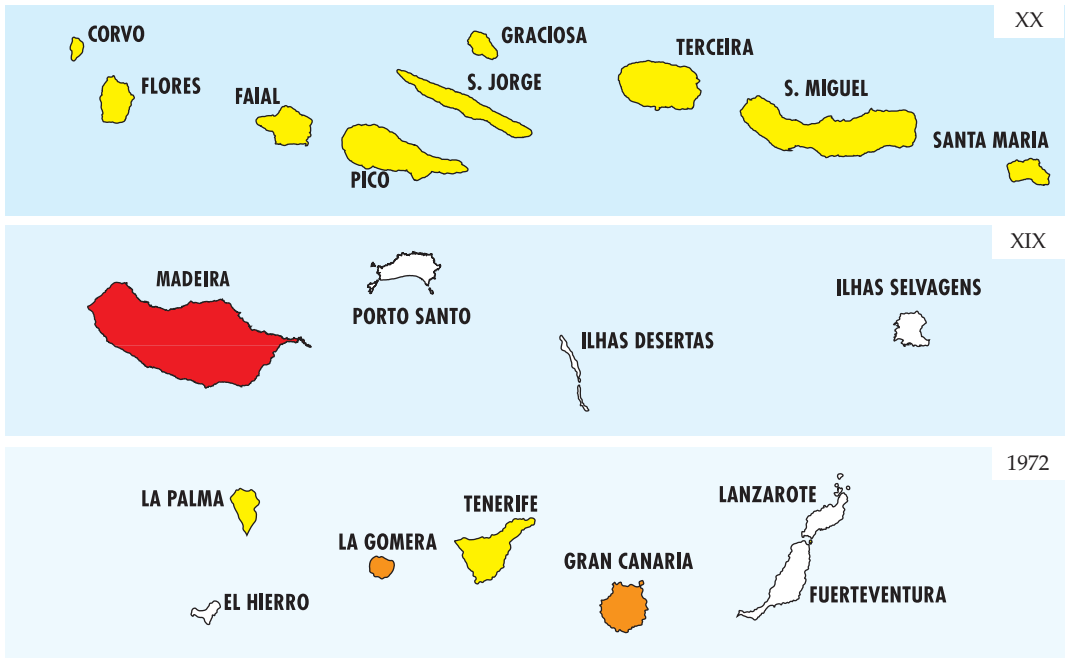 XX
CORVO
FLORES
FAIAL
PICO
GRACIOSA
S. JORGE
TERCEIRA
S. MIGUEL
SANTA MARIA
XIX
MADEIRA
PORTO SANTO
ILHAS DESERTAS
ILHAS SELVAGENS
1972
LA PALMA
EL HIERRO
LA GOMERA
TENERIFE
GRAN CANARIA
LANZAROTE
FUERTEVENTURA